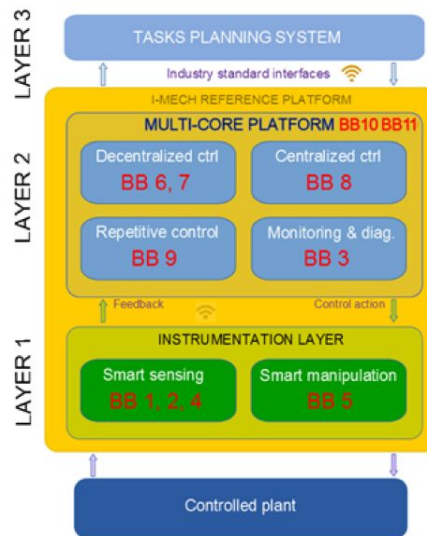 LAYER 3
TASKS PLANNING SYSTEM
Industry standard interfaces
I-MECH REFERENCE PLATFORM
LAYER 2
MULTI-CORE PLATFORM BB10 BB11
Decentralized ctrl
BB 6, 7
Centralized ctrl
BB 8
Repetitive control
BB 9
Monitoring & diag.
BB 3
Feedback
Control action
LAYER 1
INSTRUMENTATION LAYER
Smart sensing
BB 1, 2, 4
Smart manipulation
BB 5
Controlled plant